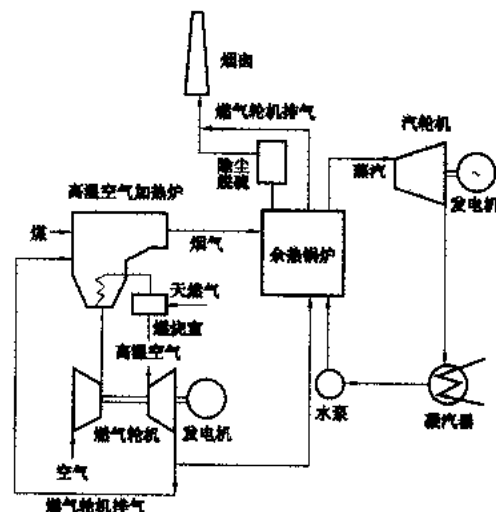 烟囱
燃气轮机排气
汽轮机
除尘
脱硫
蒸汽
高温空气加热炉
发电机
煤
烟气
余热锅炉
天然气
燃烧室
高温空气
水泵
凝汽器
燃气轮机
发电机
空气
燃气轮机排气